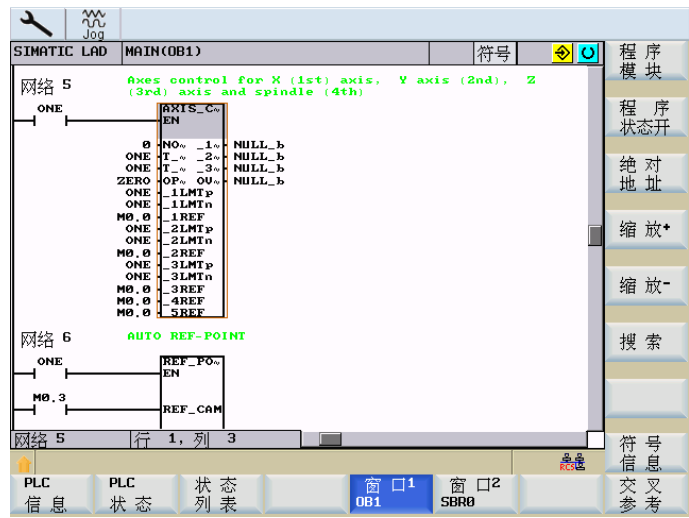 Jog
SIMATIC LAD MAIN(OB1) 符号
网络 5 Axes control for X (1st) axis, Y axis (2nd), Z
(3rd) axis and spindle (4th)
ONE AXIS_C~
EN
0 NO~ _1~ NULL_b
ONE T_~ _2~ NULL_b
ONE T_~ _3~ NULL_b
ZERO OP~ OV~ NULL_b
ONE _1LMTp
ONE _1LMTn
M0.0 _1REF
ONE _2LMTp
ONE _2LMTn
M0.0 _2REF
ONE _3LMTp
ONE _3LMTn
M0.0 _3REF
M0.0 _4REF
M0.0 _5REF
网络 6 AUTO REF-POINT
ONE REF_PO~
EN
M0.3
REF_CAM
网络 5 行 1, 列 3
RCS
程序
模块
程序
状态开
绝对
地址
缩放+
缩放-
搜索
符号
信息
交叉
参考
PLC
信息
PLC
状态
状态
列表
窗口1
OB1
窗口2
SBR0